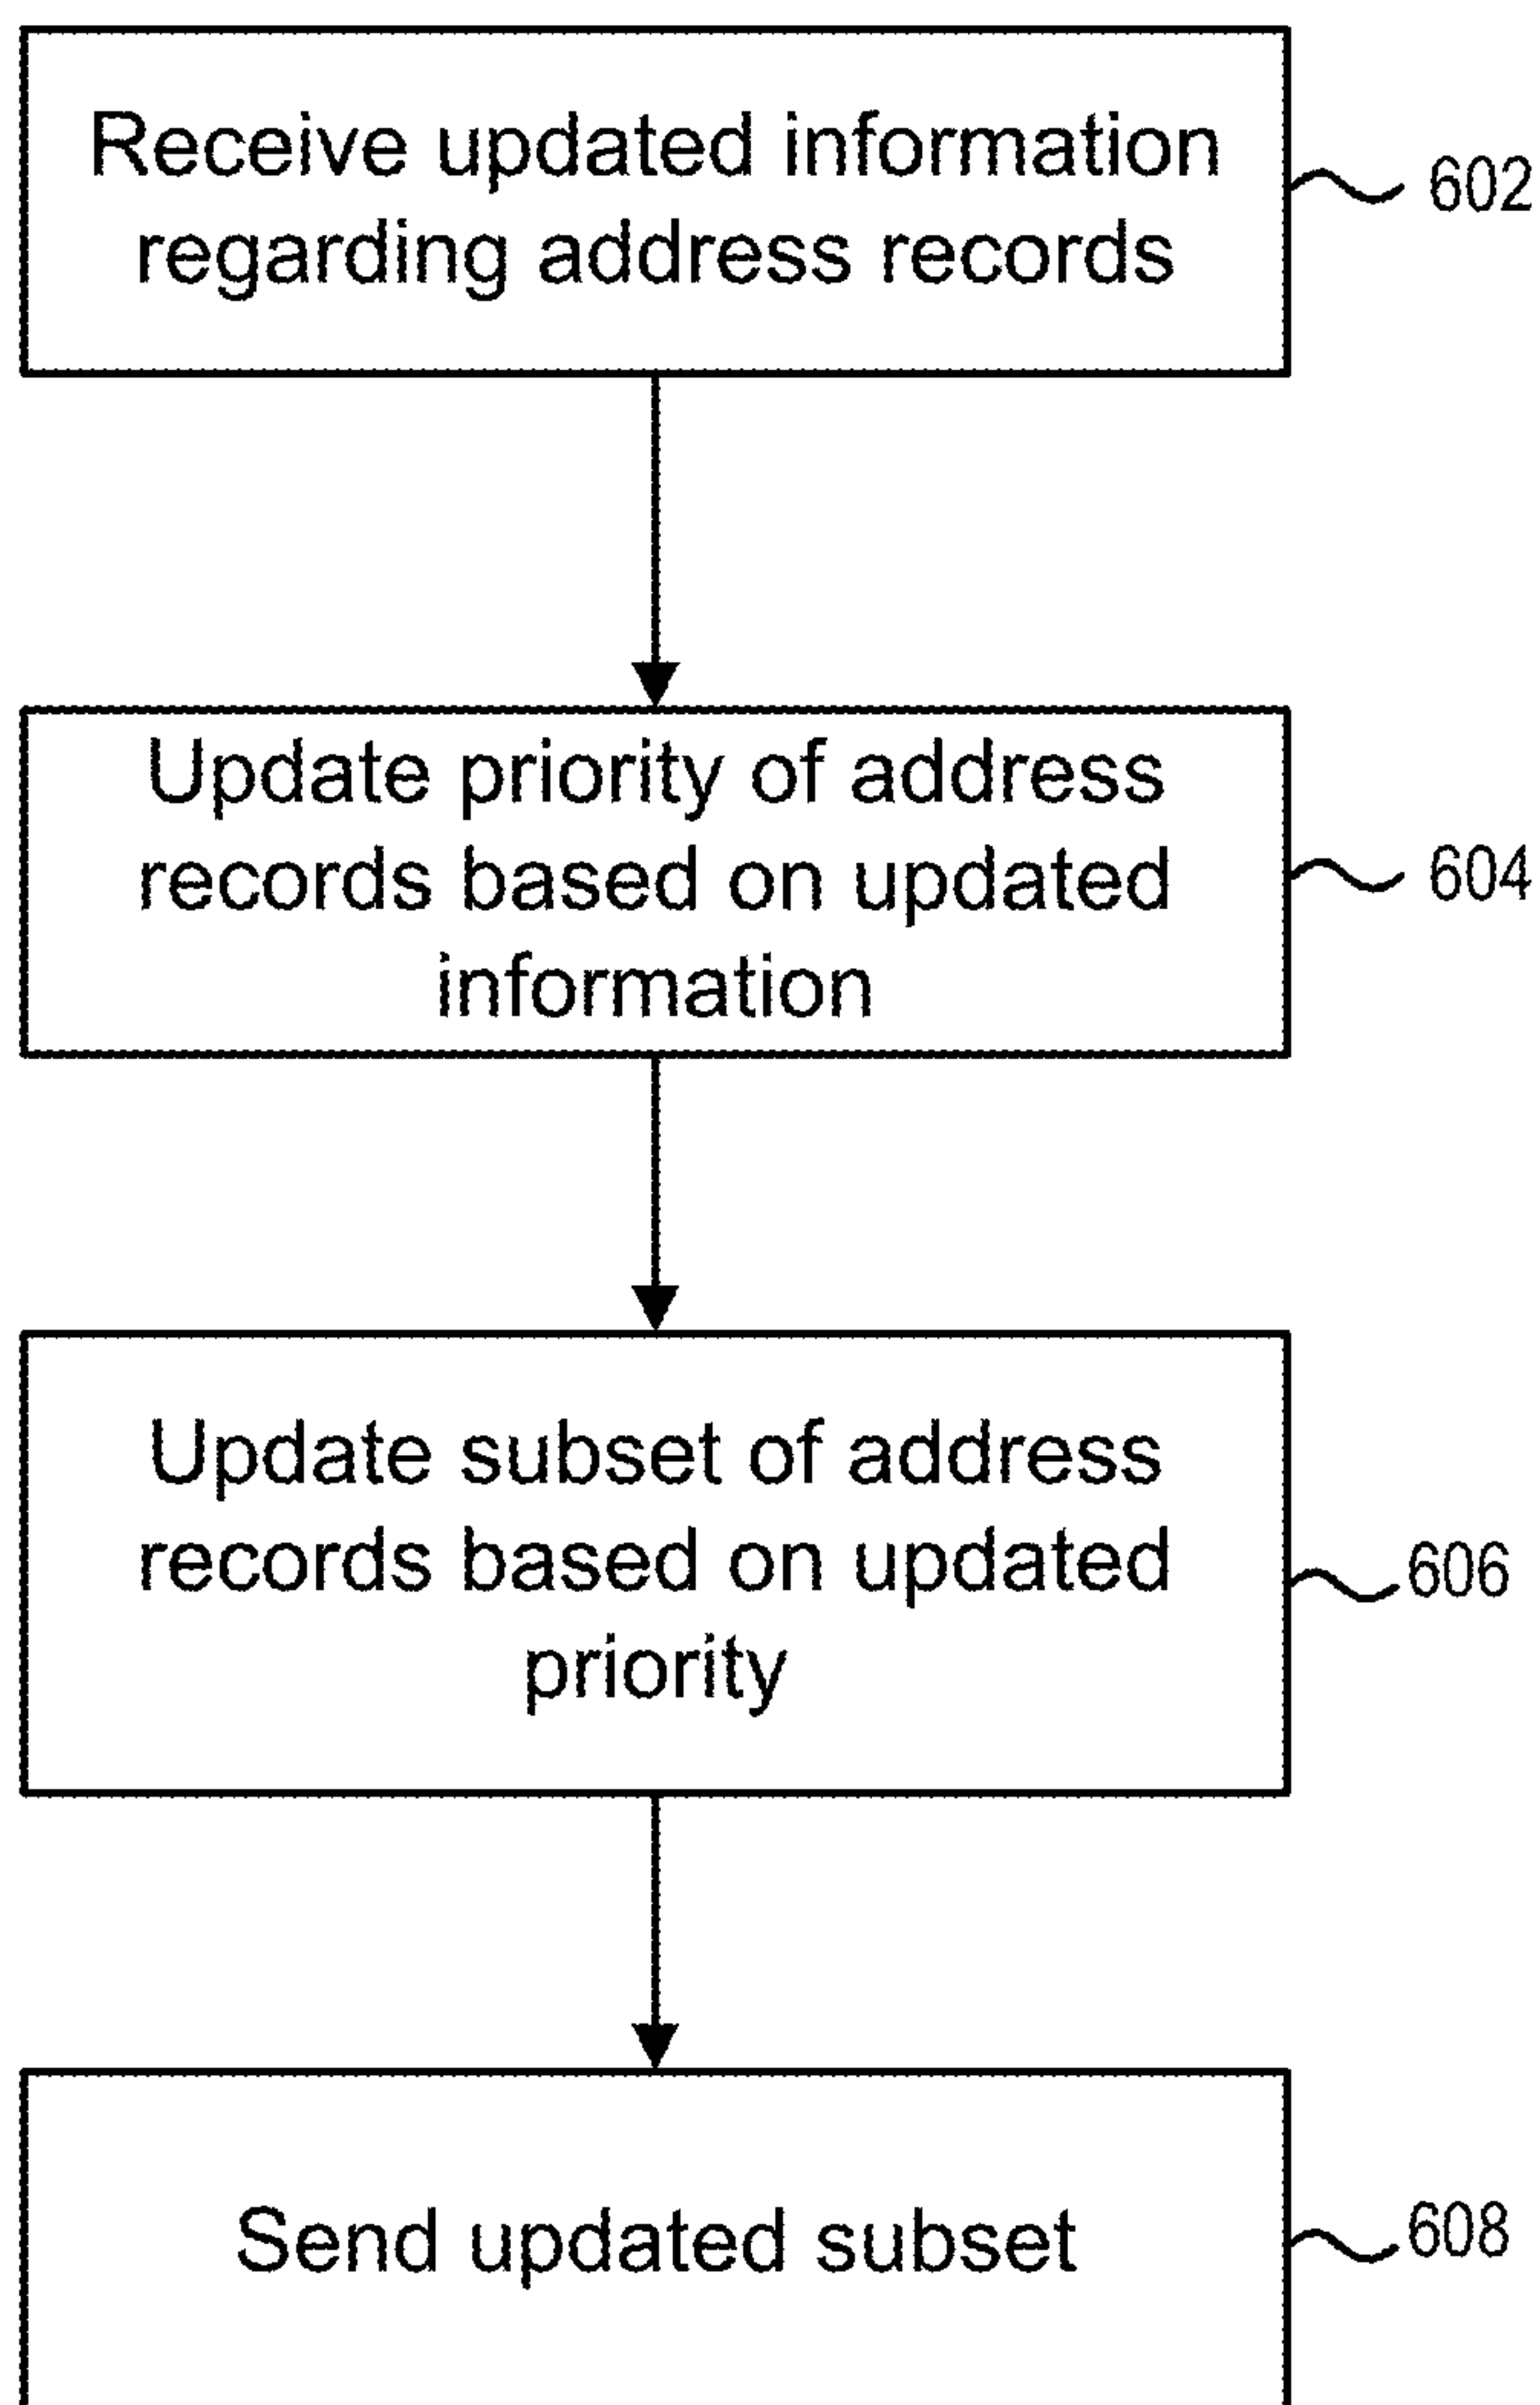 Receive updated information
regarding address records
602
Update priority of address
records based on updated
information
604
Update subset of address
records based on updated
priority
606
Send updated subset
608